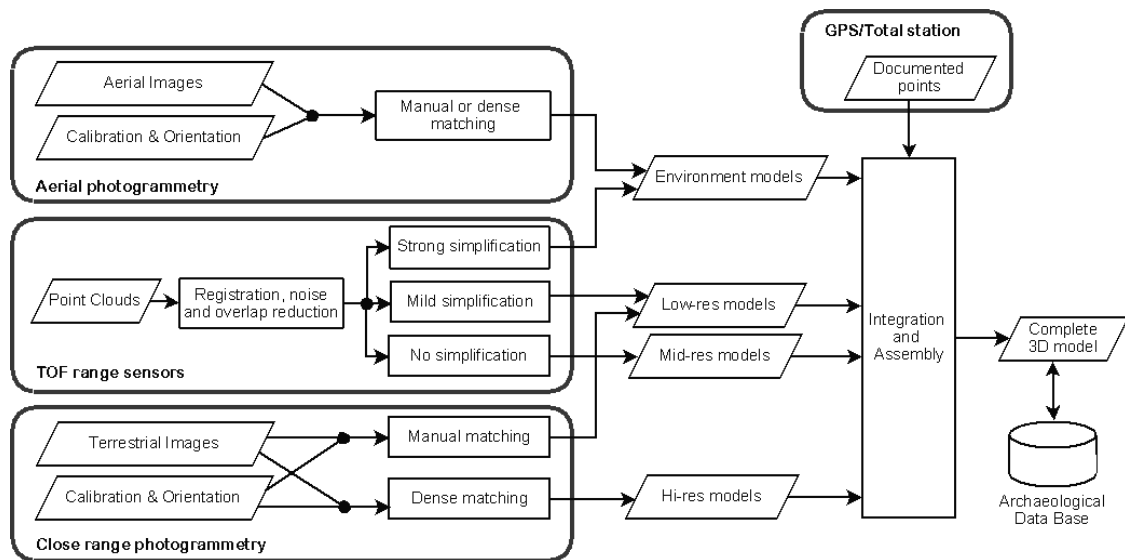 GPS/Total station
Documented
points
Aerial Images
Calibration & Orientation
Manual or dense
matching
Aerial photogrammetry
Environment models
Point Clouds
Registration, noise
and overlap reduction
Strong simplification
Mild simplification
No simplification
TOF range sensors
Low-res models
Mid-res models
Integration
and
Assembly
Complete
3D model
Terrestrial Images
Calibration & Orientation
Manual matching
Dense matching
Close range photogrammetry
Hi-res models
Archaeological
Data Base